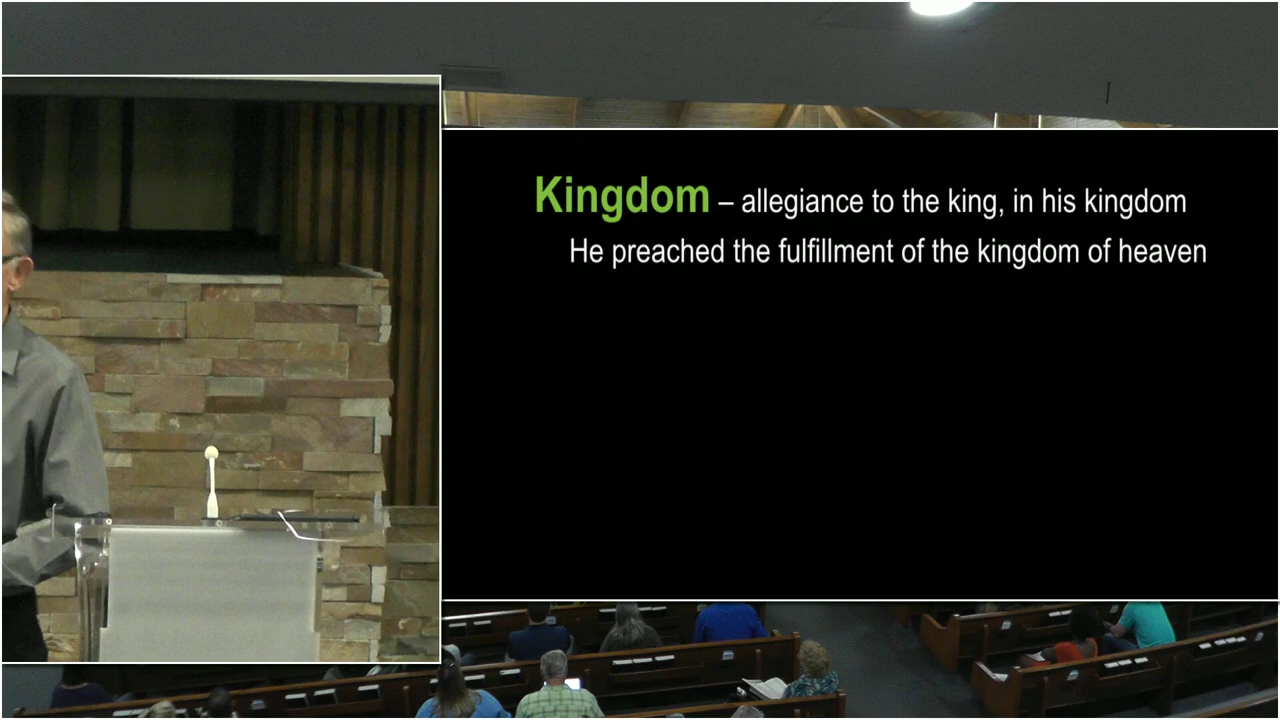 Kingdom – allegiance to the king, in his kingdom
He preached the fulfillment of the kingdom of heaven